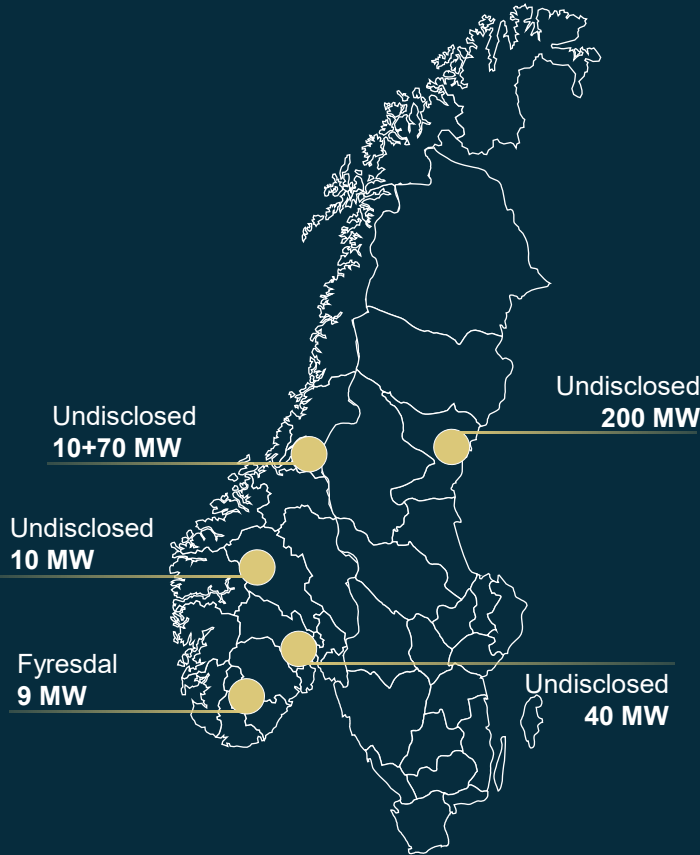 Undisclosed
200 MW
Undisclosed
10+70 MW
Undisclosed
10 MW
Fyresdal
9 MW
Undisclosed
40 MW